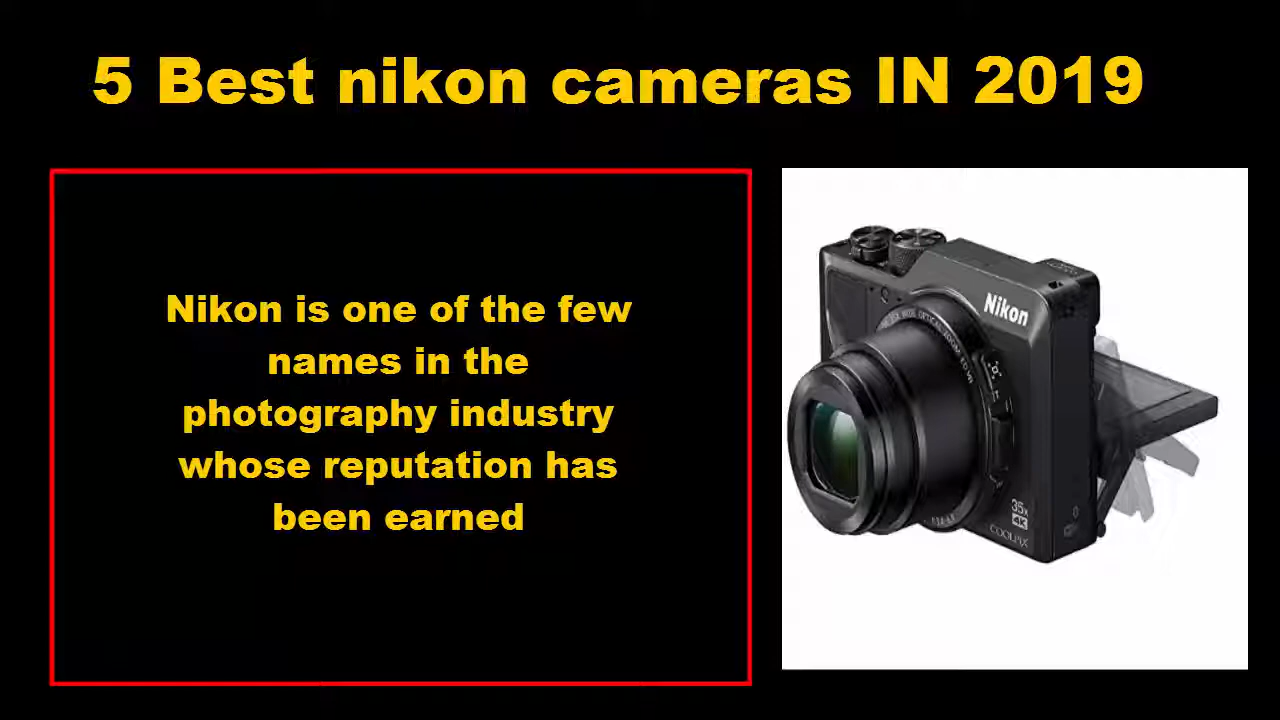 5 Best nikon cameras IN 2019
Nikon is one of the few
names in the
photography industry
whose reputation has
been earned
Nikon
35x
4K
COOLPIX